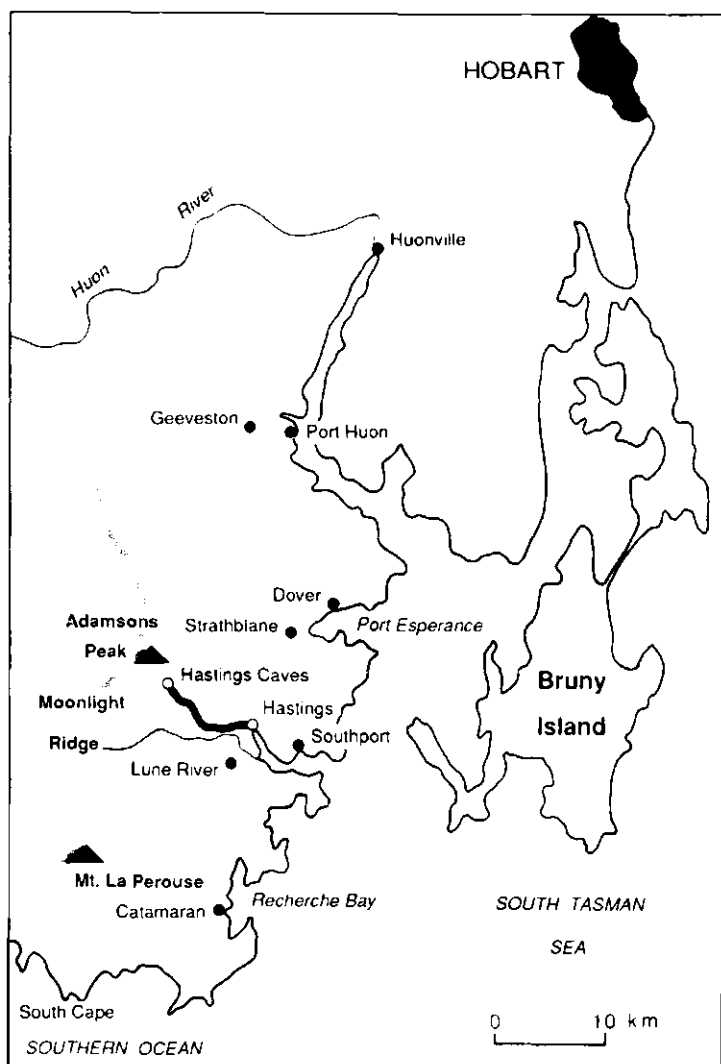 HOBART
River
Huon
Huonville
Geeveston
Port Huon
Dover
Strathblane
Port Esperance
Adamsons
Peak
Hastings Caves
Moonlight
Hastings
Bruny
Island
Ridge
Southport
Lune River
Mt. La Perouse
Catamaran
Recherche Bay
SOUTH TASMAN
SEA
South Cape
SOUTHERN OCEAN
0 10 km